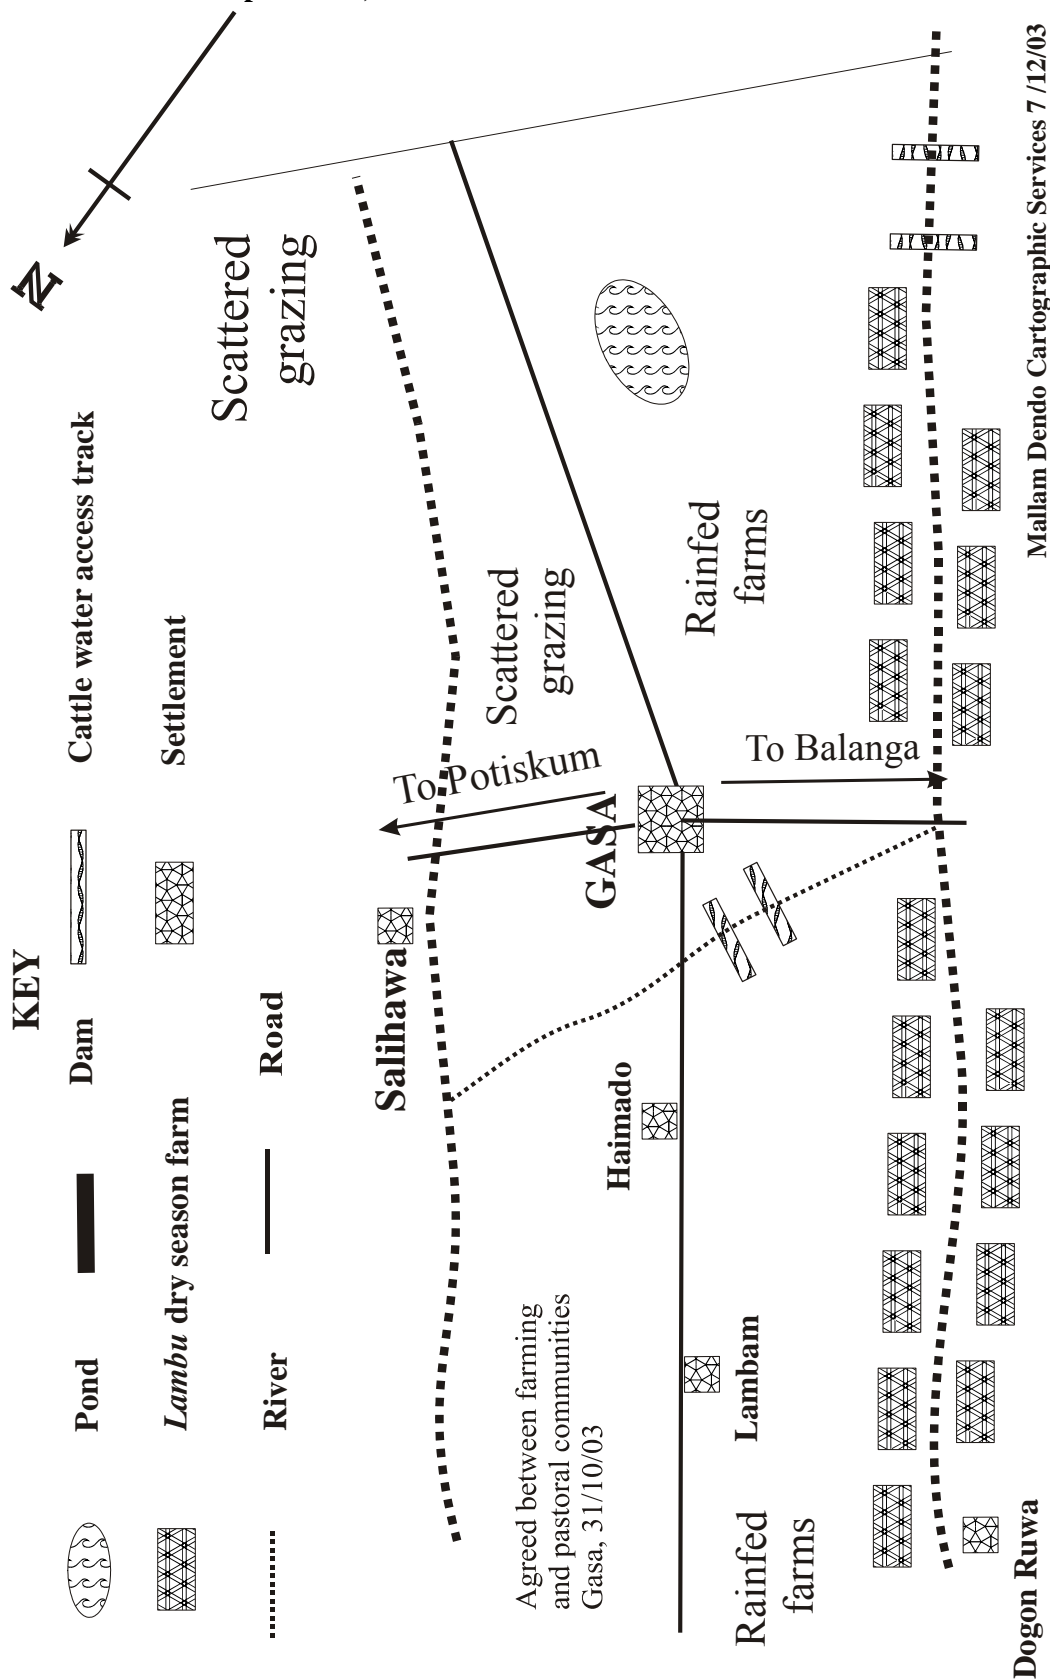 KEY
Pond
Dam
Cattle water access track
Lambu dry season farm
Settlement
River
Road
N
Scattered
grazing
Salihawa
To Potiskum
Scattered
grazing
Agreed between farming
and pastoral communities
Gasa, 31/10/03
Haimado
GASA
Rainfed
farms
Lambam
To Balanga
Rainfed
farms
Dogon Ruwa
Mallam Dendo Cartographic Services 7 /12/03